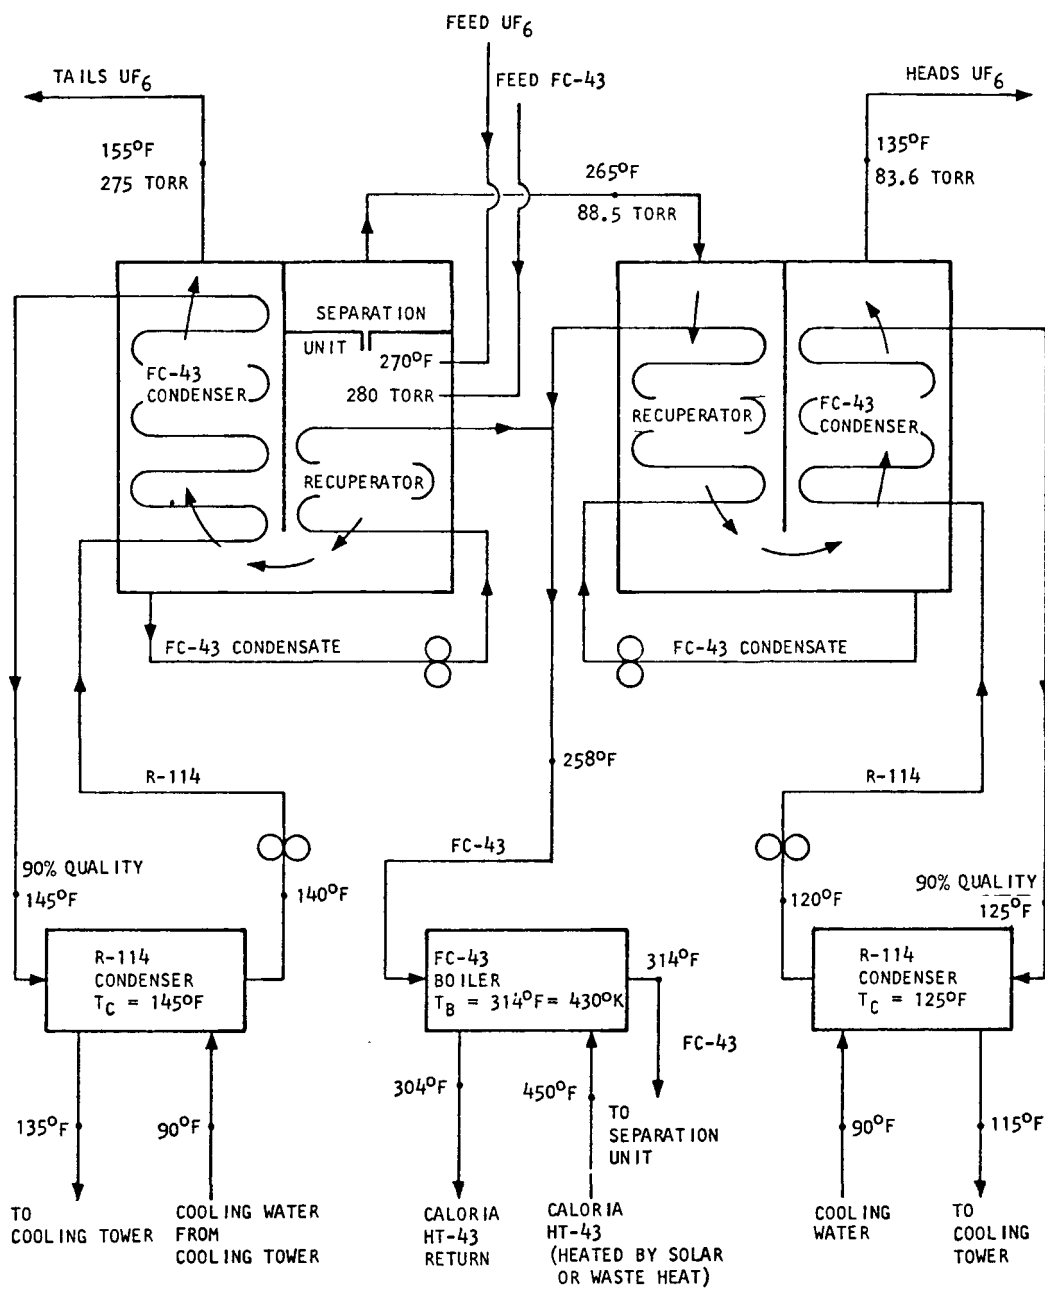 FEED UF6
FEED FC-43
TAILS UF6
HEADS UF6
155°F
275 TORR
265°F
88.5 TORR
135°F
83.6 TORR
SEPARATION
UNIT
270°F
280 TORR
FC-43
CONDENSER
RECUPERATOR
RECUPERATOR
FC-43
CONDENSER
FC-43 CONDENSATE
FC-43 CONDENSATE
258°F
R-114
R-114
FC-43
90% QUALITY
145°F
140°F
120°F
90% QUALITY
125°F
R-114
CONDENSER
TC = 145°F
FC-43
BOILER
TB = 314°F = 430°K
314°F
R-114
CONDENSER
TC = 125°F
FC-43
304°F
450°F
TO
SEPARATION
UNIT
135°F
90°F
90°F
115°F
TO
COOLING TOWER
COOLING WATER
FROM
COOLING TOWER
CALORIA
HT-43
RETURN
CALORIA
HT-43
(HEATED BY SOLAR
OR WASTE HEAT)
COOLING
WATER
TO
COOLING
TOWER